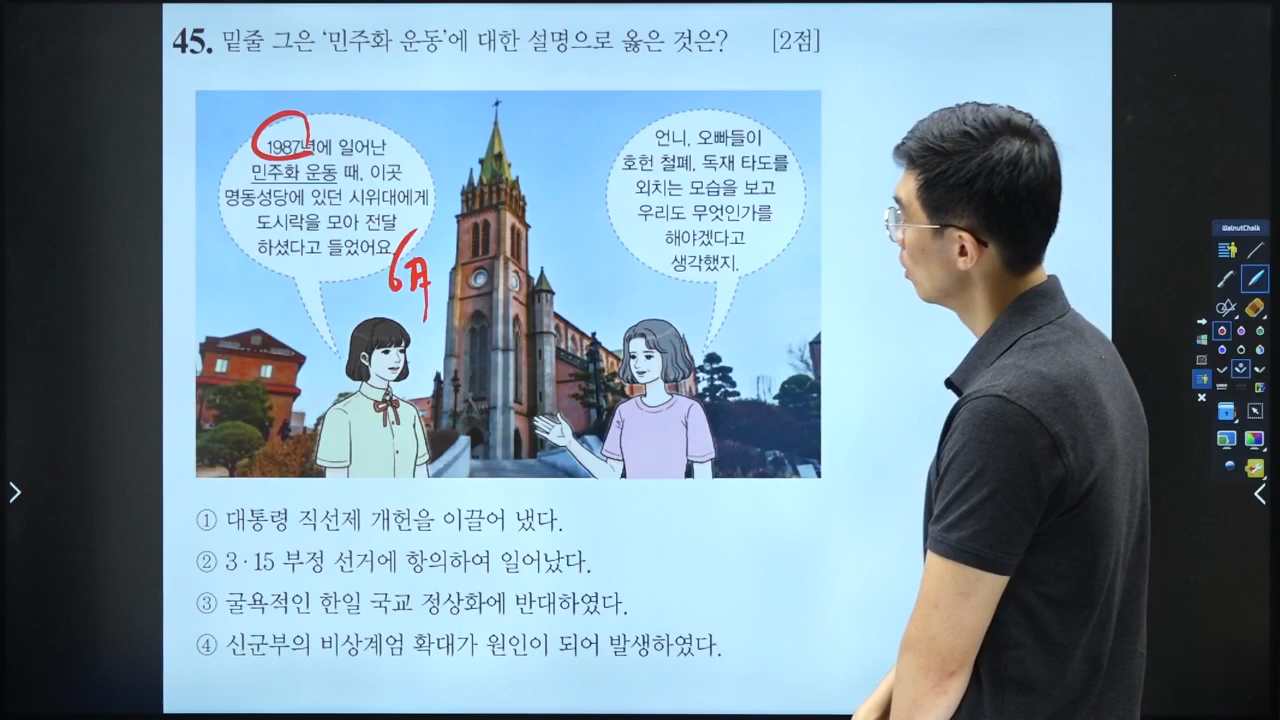 45. 밑줄 그은 '민주화 운동'에 대한 설명으로 옳은 것은? [2점]
1987년에 일어난
민주화 운동 때, 이곳
명동성당에 있던 시위대에게
도시락을 모아 전달
하셨다고 들었어요.
6月
언니, 오빠들이
호헌 철폐, 독재 타도를
외치는 모습을 보고
우리도 무엇인가를
해야겠다고
생각했지.
① 대통령 직선제 개헌을 이끌어 냈다.
② 3·15 부정 선거에 항의하여 일어났다.
③ 굴욕적인 한일 국교 정상화에 반대하였다.
④ 신군부의 비상계엄 확대가 원인이 되어 발생하였다.
WalnutChalk